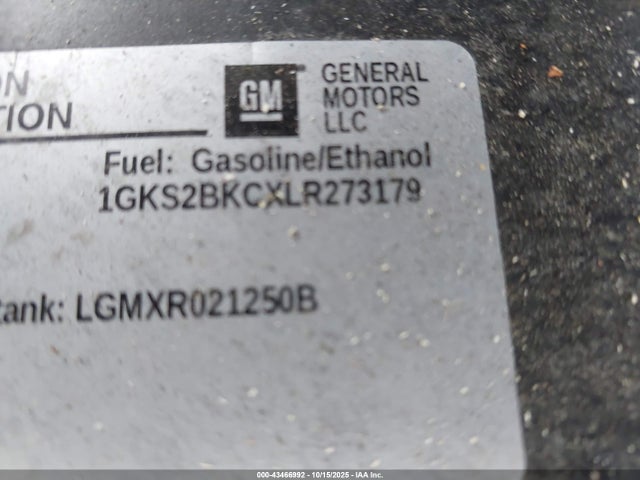 ON
TION
GM
GENERAL
MOTORS
LLC
Fuel: Gasoline/Ethanol
1GKS2BKCXLR273179
tank: LGMXR021250B
000-43466992 - 10/15/2025 - © IAA Inc.